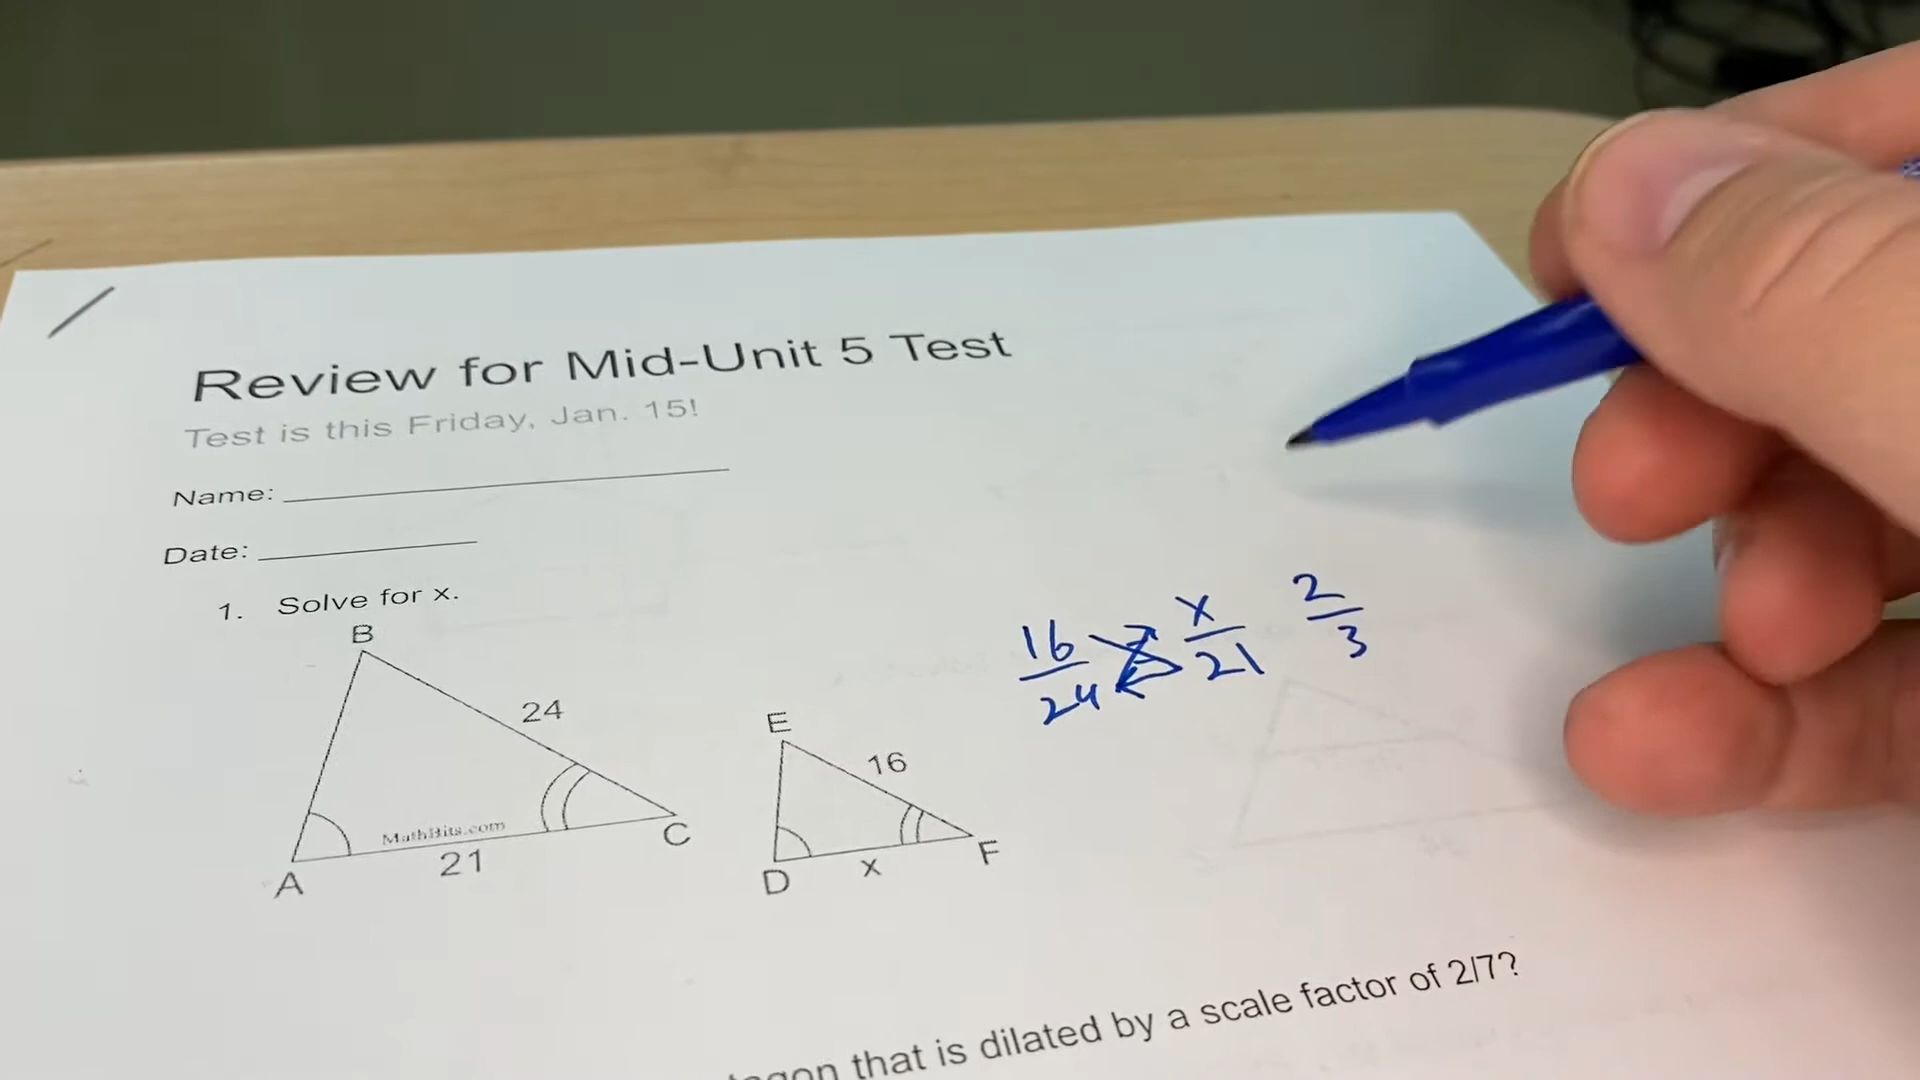 Review for Mid-Unit 5 Test
Test is this Friday, Jan. 15!
Name:
Date:
1. Solve for x.
B
24
MathBits.com
21
A
C
E
16
D
x
F
16
24
x
21
2
3
that is dilated by a scale factor of 2/7?